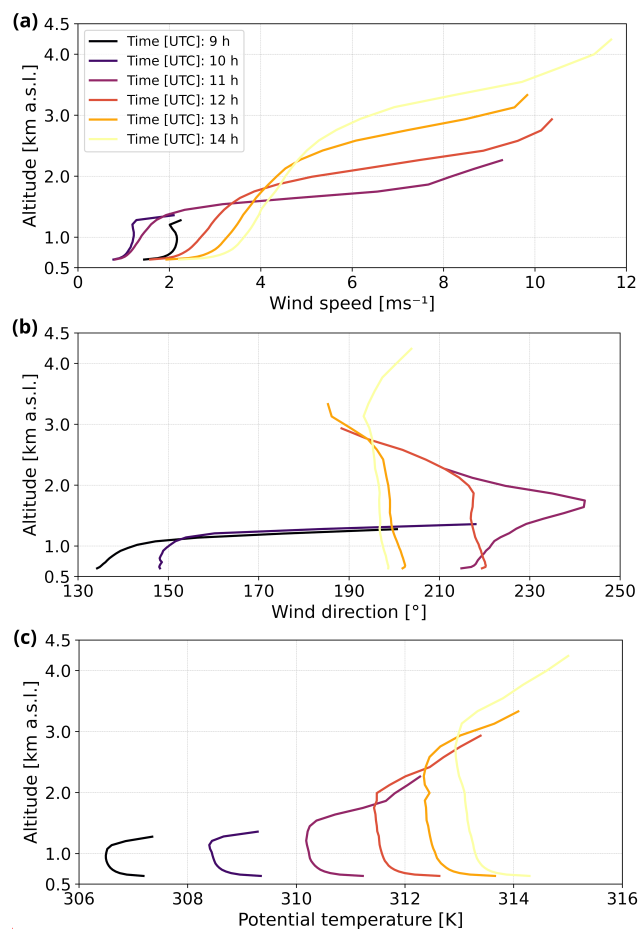 (a)
4.5
4.0
3.0
2.0
1.0
0.5
Altitude [km a.s.l.]
Time [UTC]: 9 h
Time [UTC]: 10 h
Time [UTC]: 11 h
Time [UTC]: 12 h
Time [UTC]: 13 h
Time [UTC]: 14 h
0 2 4 6 8 10 12
Wind speed [ms⁻¹]
(b)
4.5
4.0
3.0
2.0
1.0
0.5
Altitude [km a.s.l.]
130 150 170 190 210 230 250
Wind direction [°]
(c)
4.5
4.0
3.0
2.0
1.0
0.5
Altitude [km a.s.l.]
306 308 310 312 314 316
Potential temperature [K]